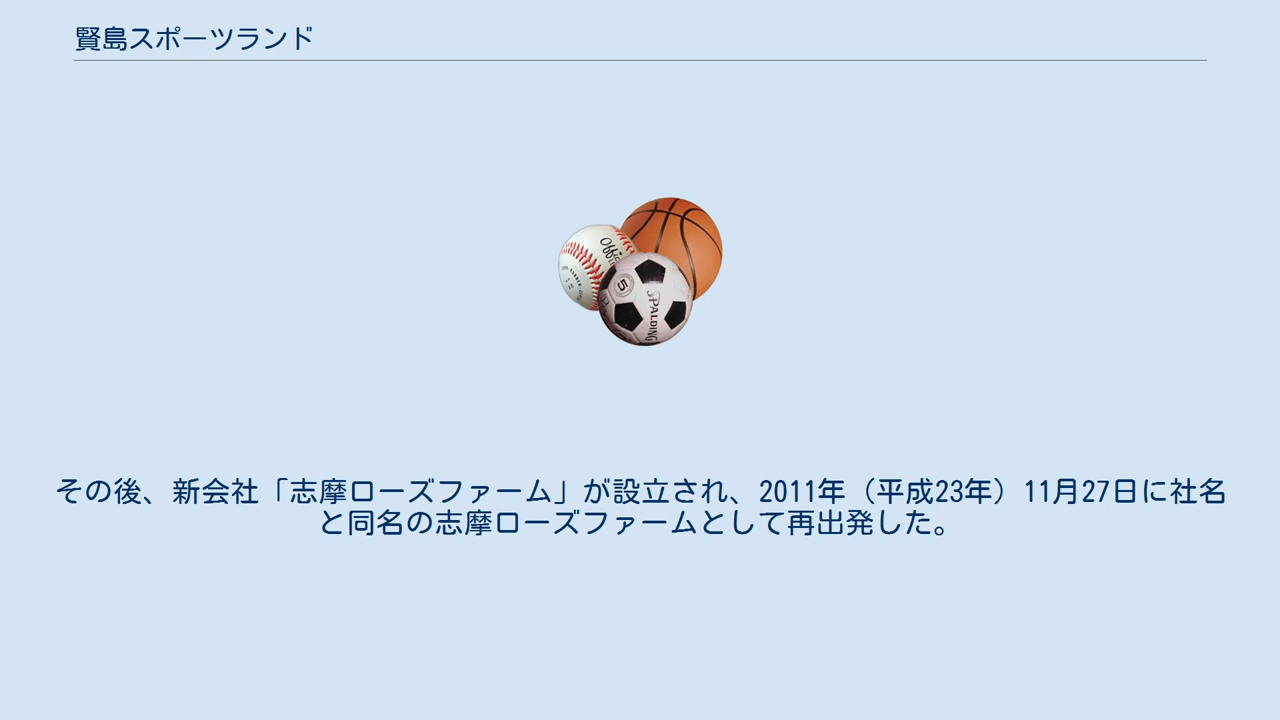 賢島スポーツランド
Offic
5
SPALDING
その後、新会社「志摩ローズファーム」が設立され、2011年（平成23年）11月27日に社名
と同名の志摩ローズファームとして再出発した。